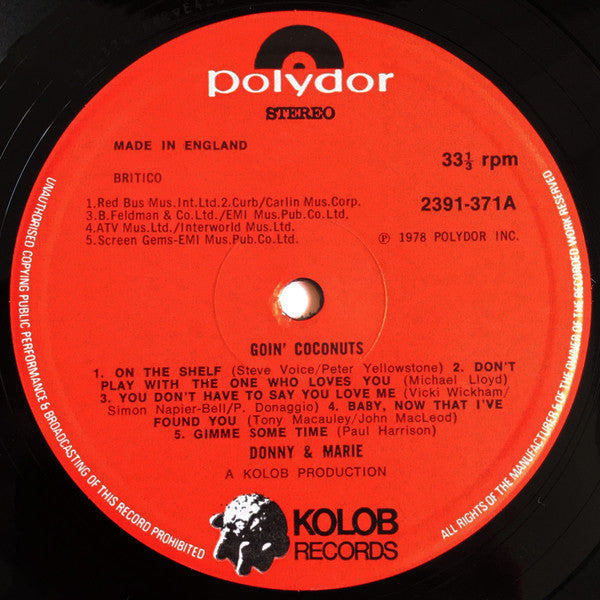 polydor
STEREO
MADE IN ENGLAND
BRITICO
33⅓ rpm
1.Red Bus Mus.Int.Ltd.2.Curb/Carlin Mus.Corp.
3.B.Feldman & Co.Ltd./EMI Mus.Pub.Co.Ltd.
4.ATV Mus.Ltd./Interworld Mus.Ltd.
5.Screen Gems-EMI Mus.Pub.Co.Ltd.
2391-371A
℗ 1978 POLYDOR INC.
GOIN' COCONUTS
1. ON THE SHELF (Steve Voice/Peter Yellowstone) 2. DON'T
PLAY WITH THE ONE WHO LOVES YOU (Michael Lloyd)
3. YOU DON'T HAVE TO SAY YOU LOVE ME (Vicki Wickham/
Simon Napier-Bell/P. Donaggio) 4. BABY, NOW THAT I'VE
FOUND YOU (Tony Macauley/John MacLeod)
5. GIMME SOME TIME (Paul Harrison)
DONNY & MARIE
A KOLOB PRODUCTION
KOLOB
RECORDS
UNAUTHORISED COPYING PUBLIC PERFORMANCE & BROADCASTING OF THIS RECORD PROHIBITED
ALL RIGHTS OF THE MANUFACTURER & OF THE OWNER OF THE RECORDED WORK RESERVED